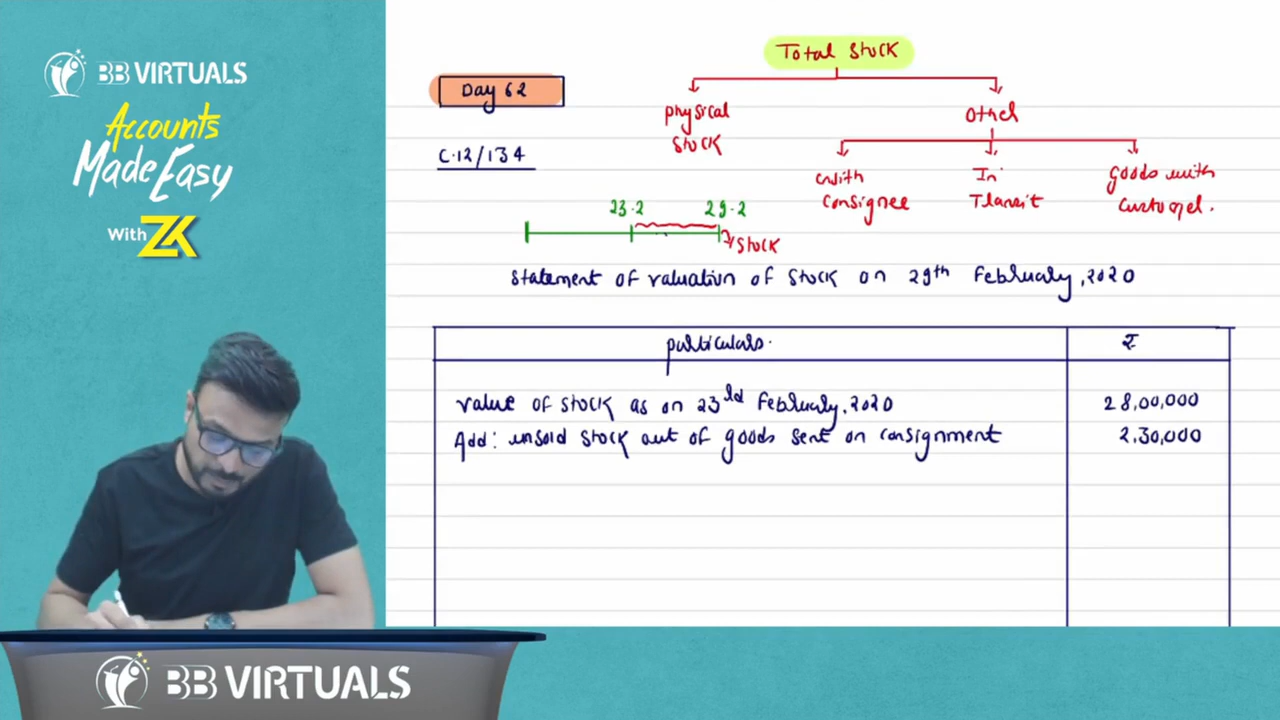 BB VIRTUALS
Accounts
Made Easy
With ZK
Day 62
C.12/134
Total Stock
physical
Stock
Other
with
Consignee
In
Transit
Goods with
Customer.
23.2
29.2
Stock
Statement of valuation of Stock on 29th February, 2020
particulars.
₹
value of stock as on 23rd February, 2020
28,00,000
Add: unsold stock out of goods sent on consignment
2,30,000
BB VIRTUALS